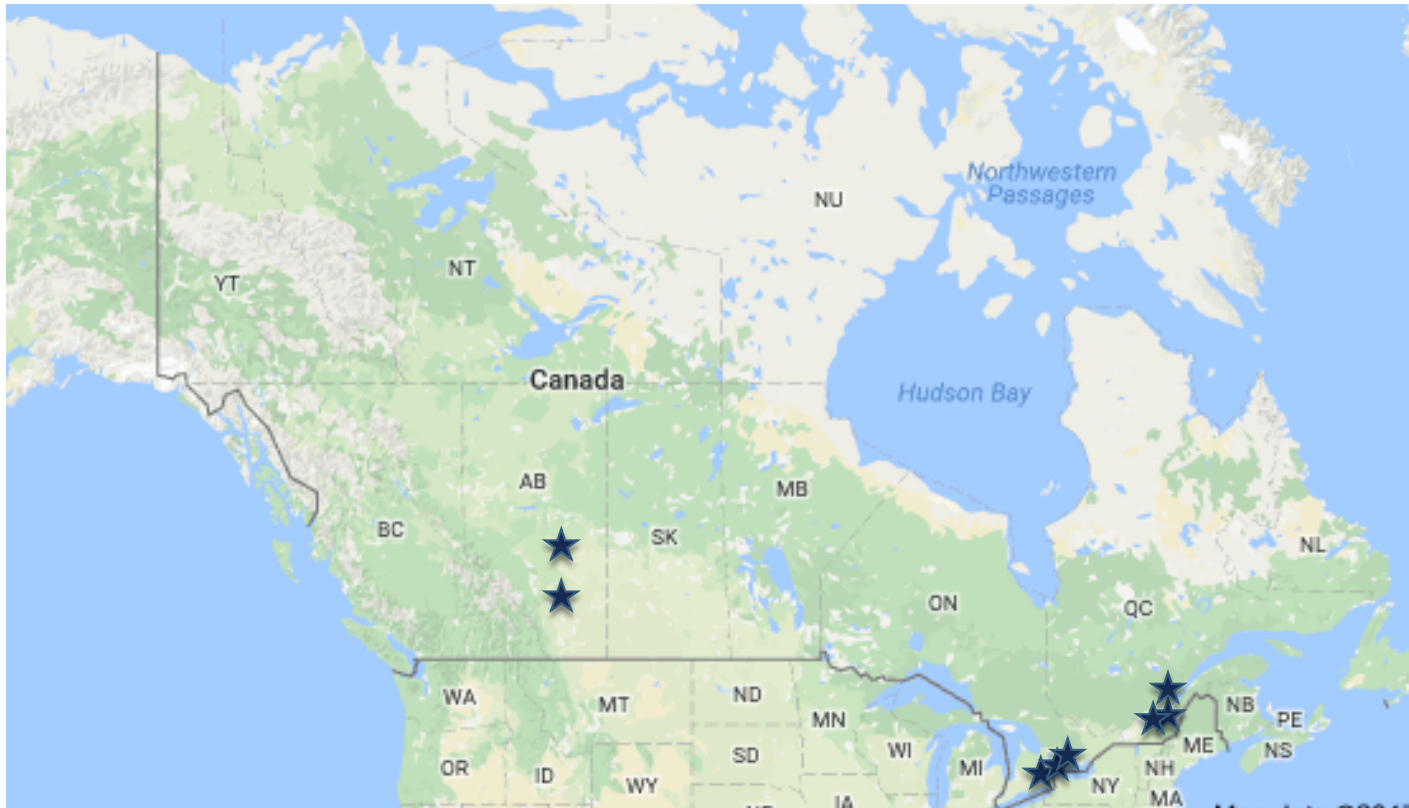 Northwestern
Passages
NU
NT
YT
Canada
Hudson Bay
AB
MB
BC
SK
NL
ON
QC
WA
MT
ND
NB
PE
MN
ME
NS
WI
SD
OR
ID
MI
NH
WY
NY
MA
IA